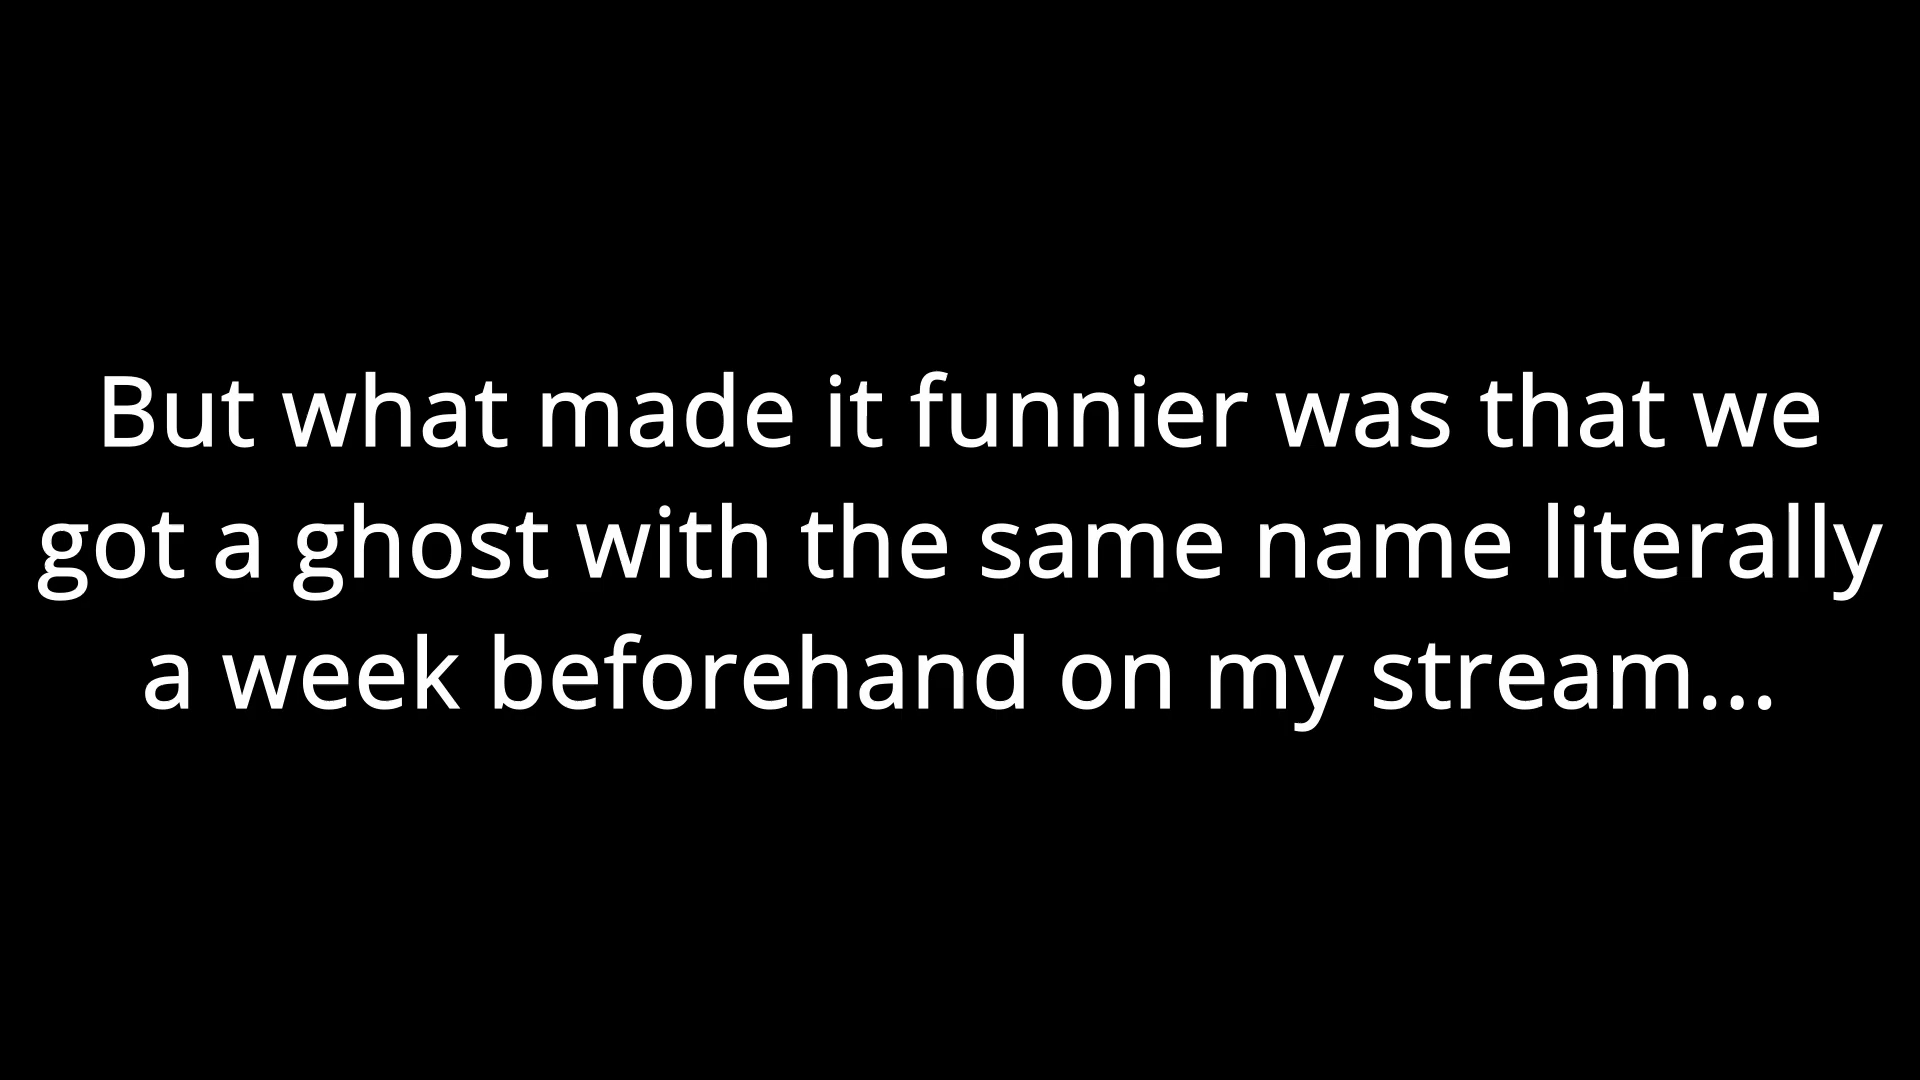 But what made it funnier was that we
got a ghost with the same name literally
a week beforehand on my stream...